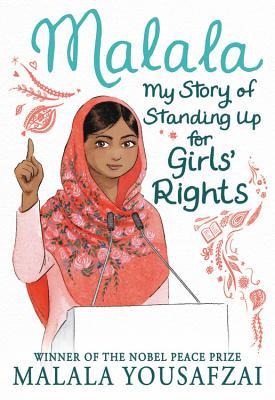 Malala
My Story of
Standing Up
for
Girls'
Rights
WINNER OF THE NOBEL PEACE PRIZE
MALALA YOUSAFZAI